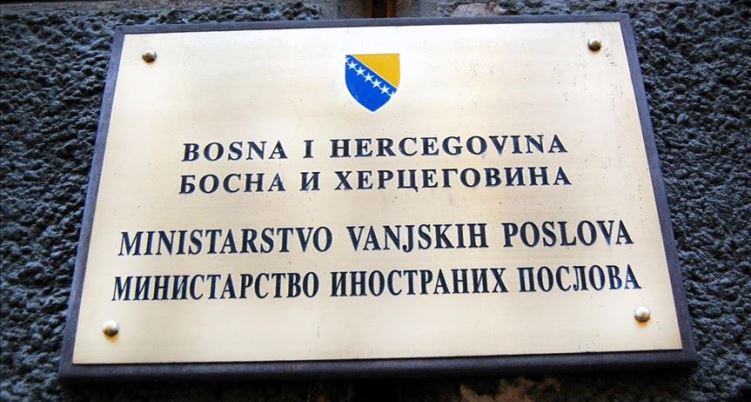 BOSNA I HERCEGOVINA
БОСНА И ХЕРЦЕГОВИНА
MINISTARSTVO VANJSKIH POSLOVA
МИНИСТАРСТВО ИНОСТРАНИХ ПОСЛОВА